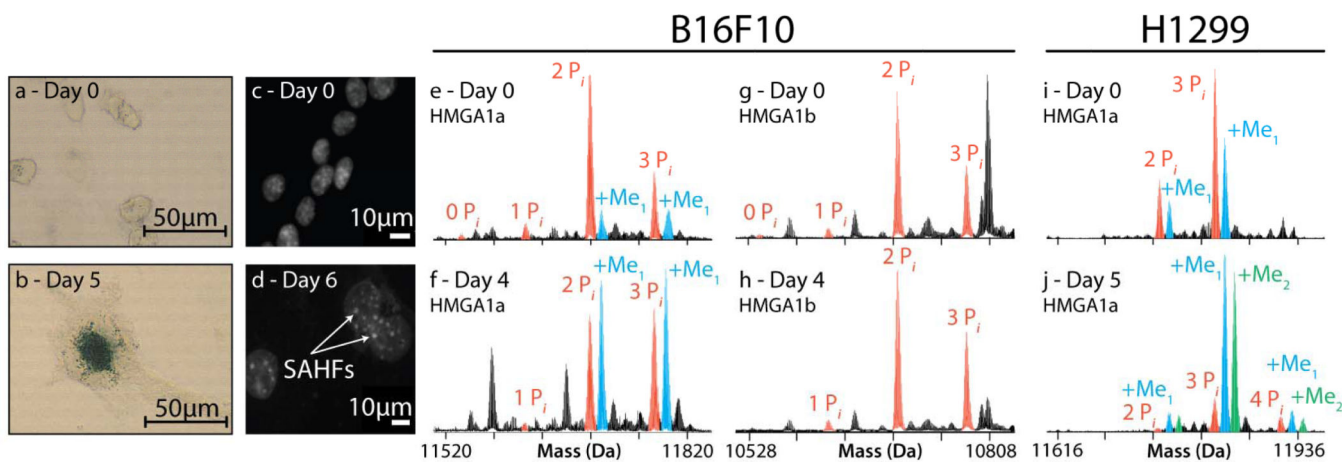 B16F10
H1299
a - Day 0
50µm
b - Day 5
50µm
c - Day 0
10µm
d - Day 6
SAHFs
10µm
e - Day 0
HMGA1a
0 Pi
1 Pi
2 Pi
+Me1
3 Pi
+Me1
f - Day 4
HMGA1a
1 Pi
2 Pi
+Me1
3 Pi
+Me1
11520
Mass (Da)
11820
g - Day 0
HMGA1b
0 Pi
1 Pi
2 Pi
3 Pi
h - Day 4
HMGA1b
1 Pi
2 Pi
3 Pi
10528
Mass (Da)
10808
i - Day 0
HMGA1a
2 Pi
+Me1
3 Pi
+Me1
j - Day 5
HMGA1a
+Me1
2 Pi
+Me1
3 Pi
+Me2
4 Pi
+Me1
+Me2
11616
Mass (Da)
11936